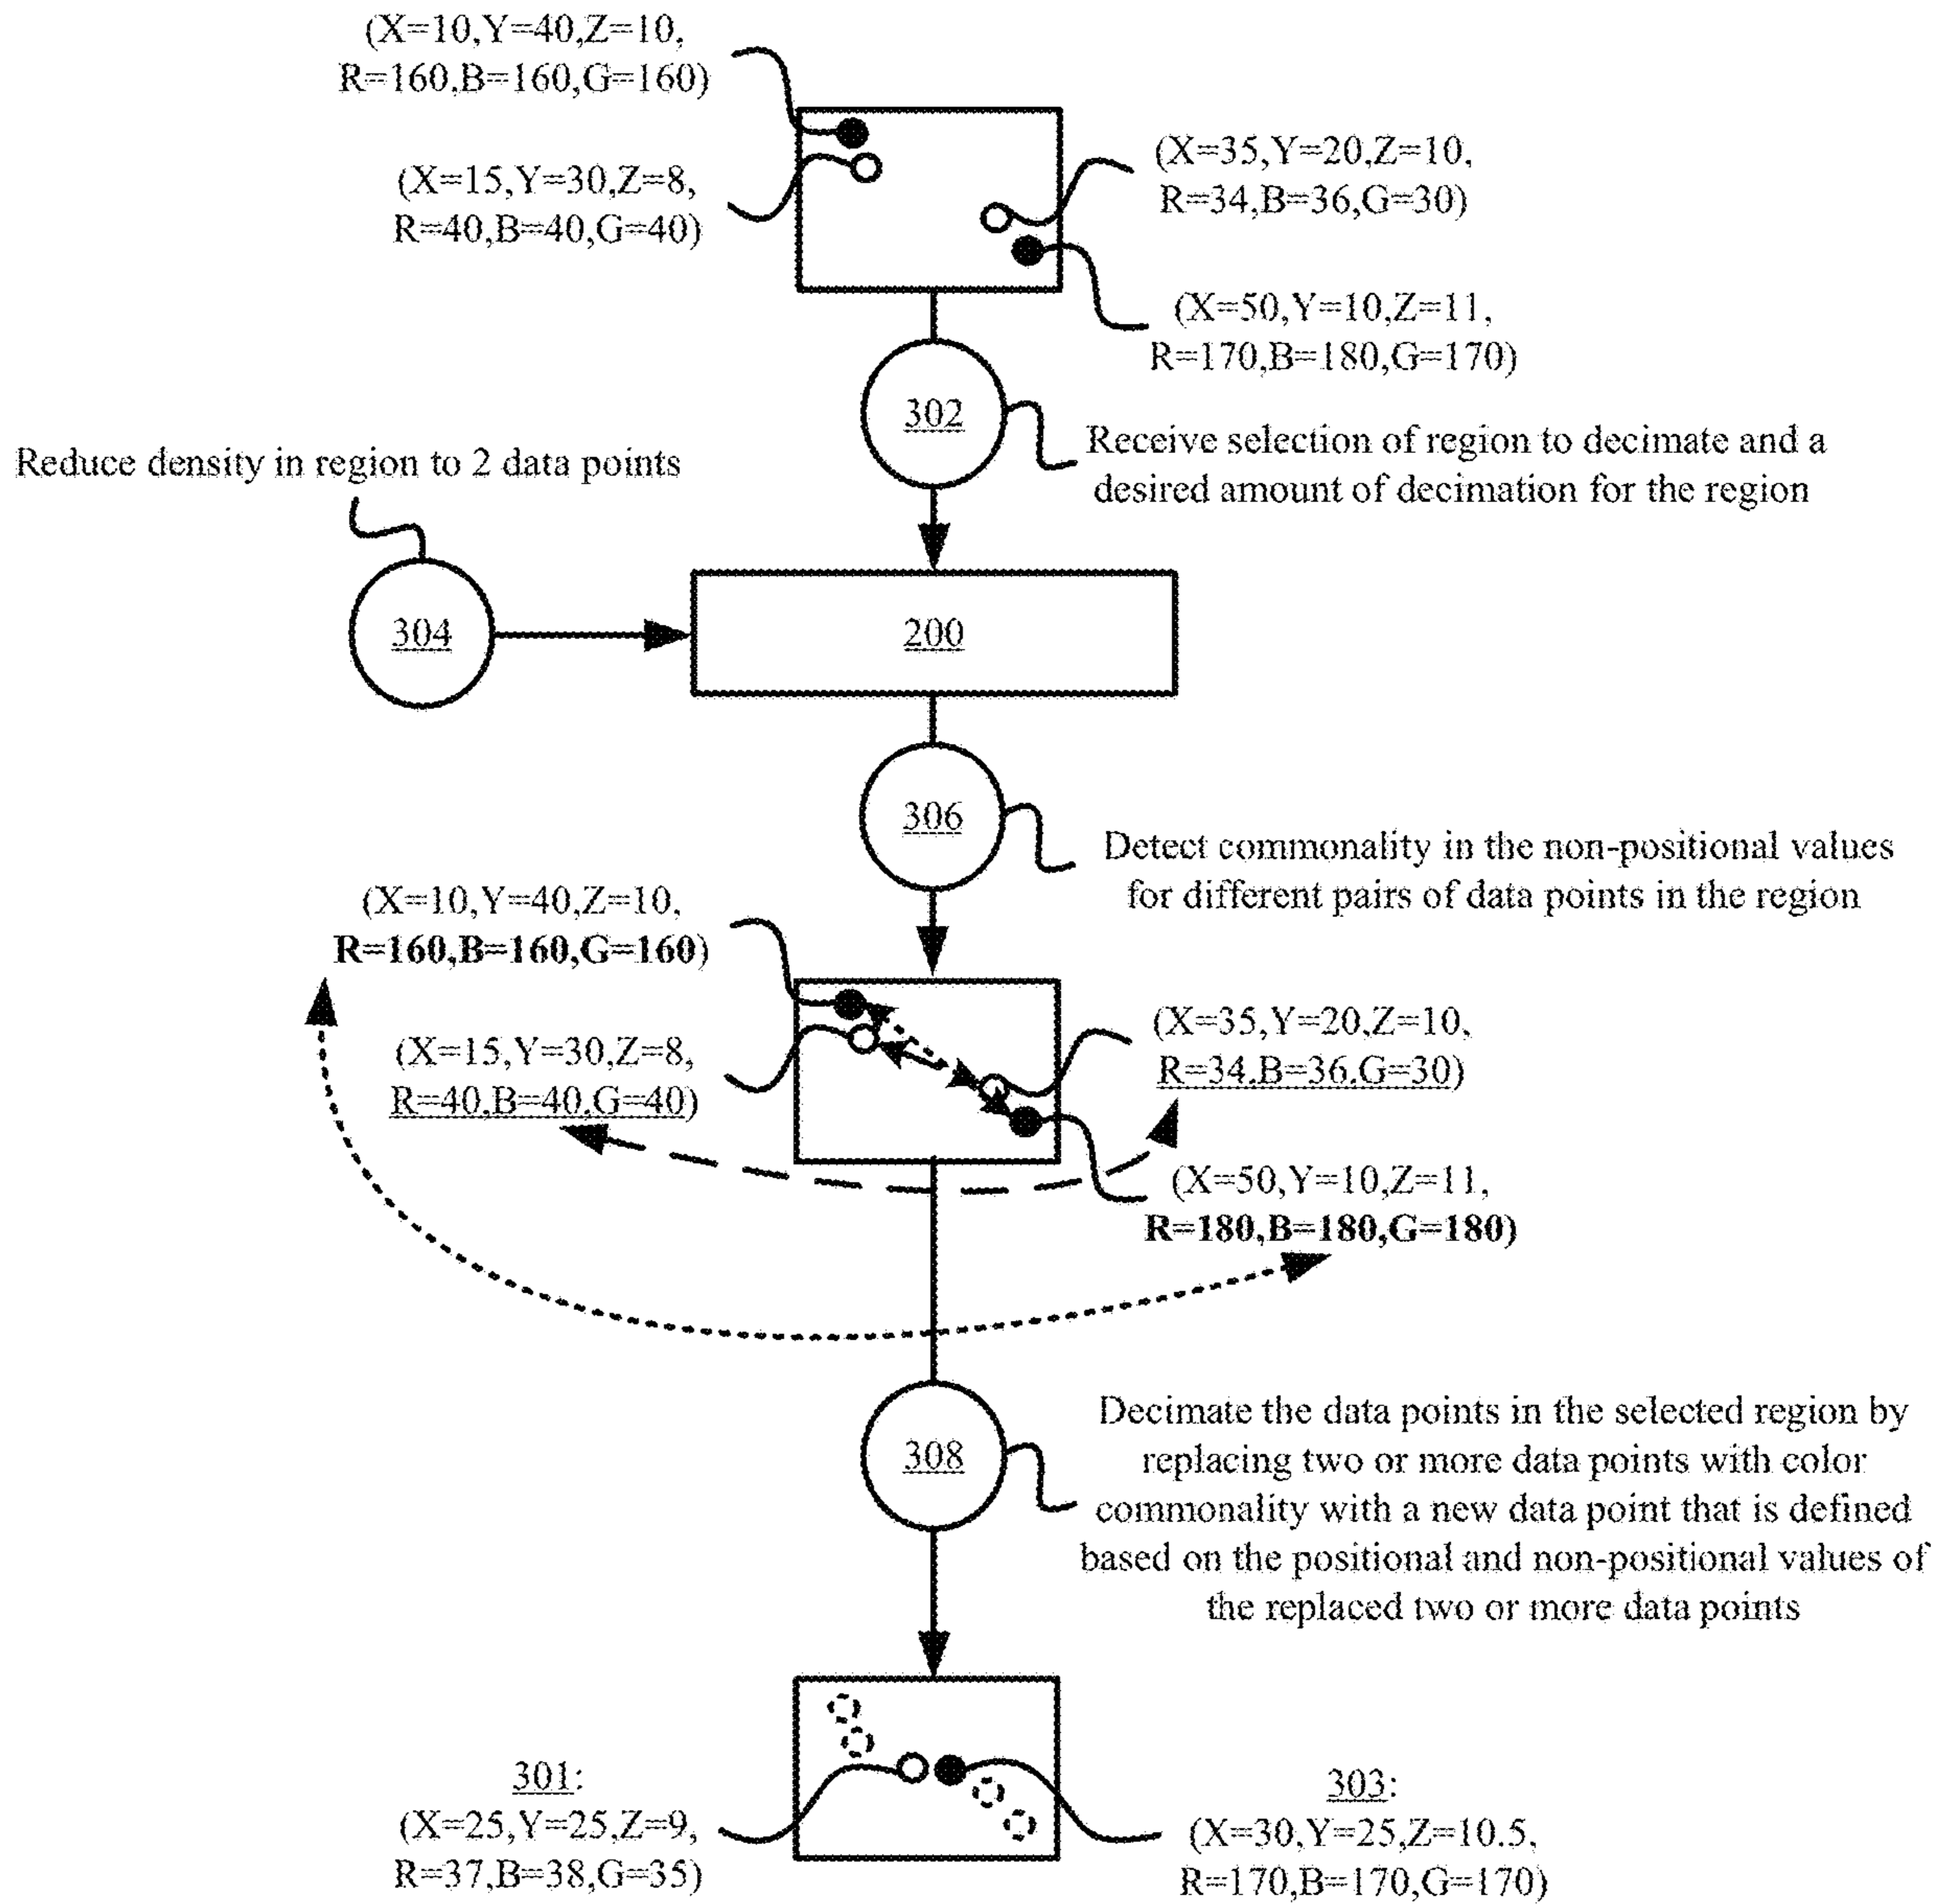 (X=10,Y=40,Z=10,
R=160,B=160,G=160)
(X=15,Y=30,Z=8,
R=40,B=40,G=40)
(X=35,Y=20,Z=10,
R=34,B=36,G=30)
(X=50,Y=10,Z=11,
R=170,B=180,G=170)
302
Receive selection of region to decimate and a
desired amount of decimation for the region
Reduce density in region to 2 data points
304
200
306
Detect commonality in the non-positional values
for different pairs of data points in the region
(X=10,Y=40,Z=10,
R=160,B=160,G=160)
(X=15,Y=30,Z=8,
R=40,B=40,G=40)
(X=35,Y=20,Z=10,
R=34,B=36,G=30)
(X=50,Y=10,Z=11,
R=180,B=180,G=180)
308
Decimate the data points in the selected region by
replacing two or more data points with color
commonality with a new data point that is defined
based on the positional and non-positional values of
the replaced two or more data points
301:
(X=25,Y=25,Z=9,
R=37,B=38,G=35)
303:
(X=30,Y=25,Z=10.5,
R=170,B=170,G=170)